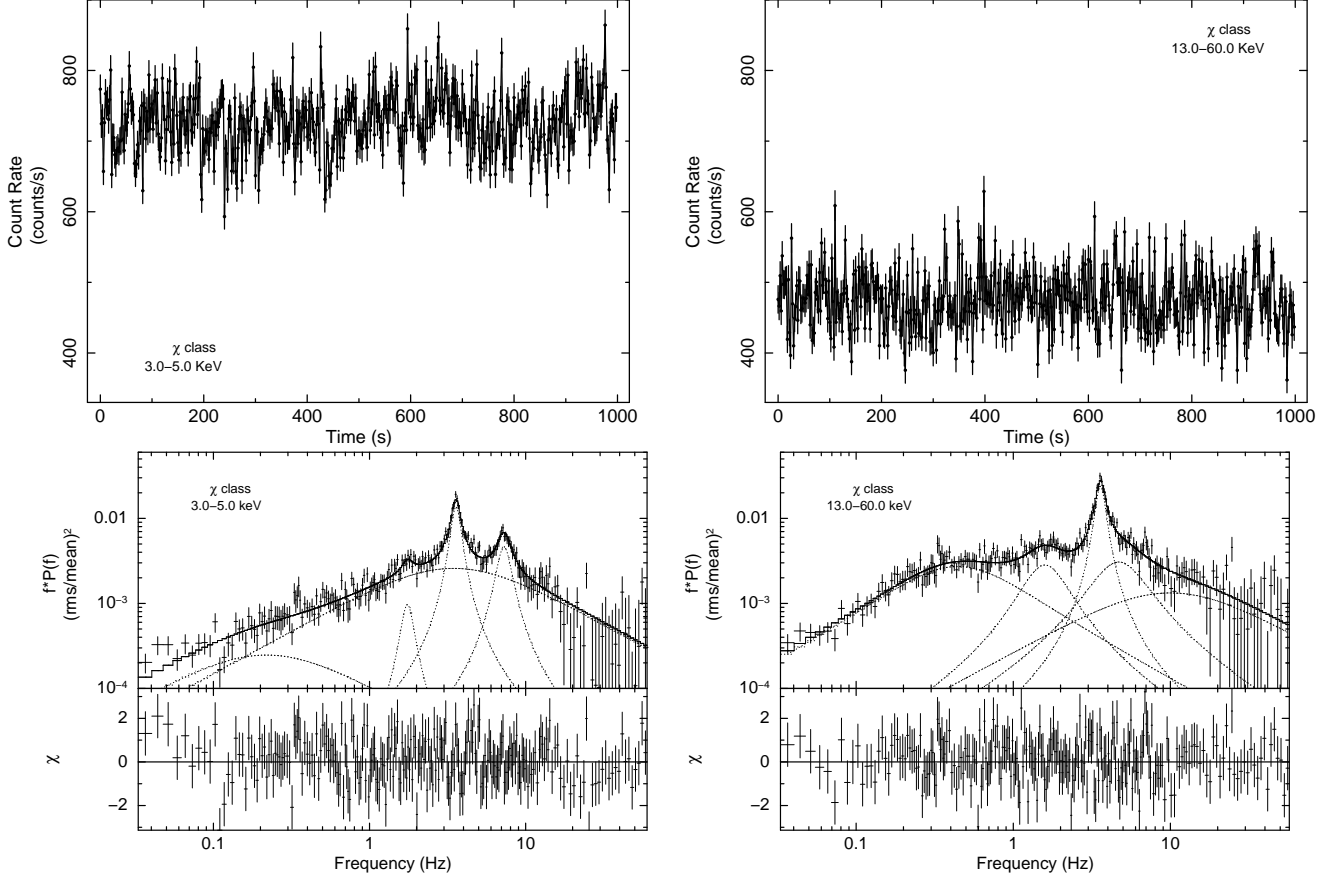 800
600
400
Count Rate
(counts/s)
χ class
3.0–5.0 KeV
0 200 400 600 800 1000
Time (s)
800
600
400
Count Rate
(counts/s)
χ class
13.0–60.0 KeV
0 200 400 600 800 1000
Time (s)
0.01
10⁻³
10⁻⁴
f*P(f)
(rms/mean)²
χ class
3.0–5.0 keV
2
0
−2
χ
0.1 1 10
Frequency (Hz)
0.01
10⁻³
10⁻⁴
f*P(f)
(rms/mean)²
χ class
13.0–60.0 keV
2
0
−2
χ
0.1 1 10
Frequency (Hz)